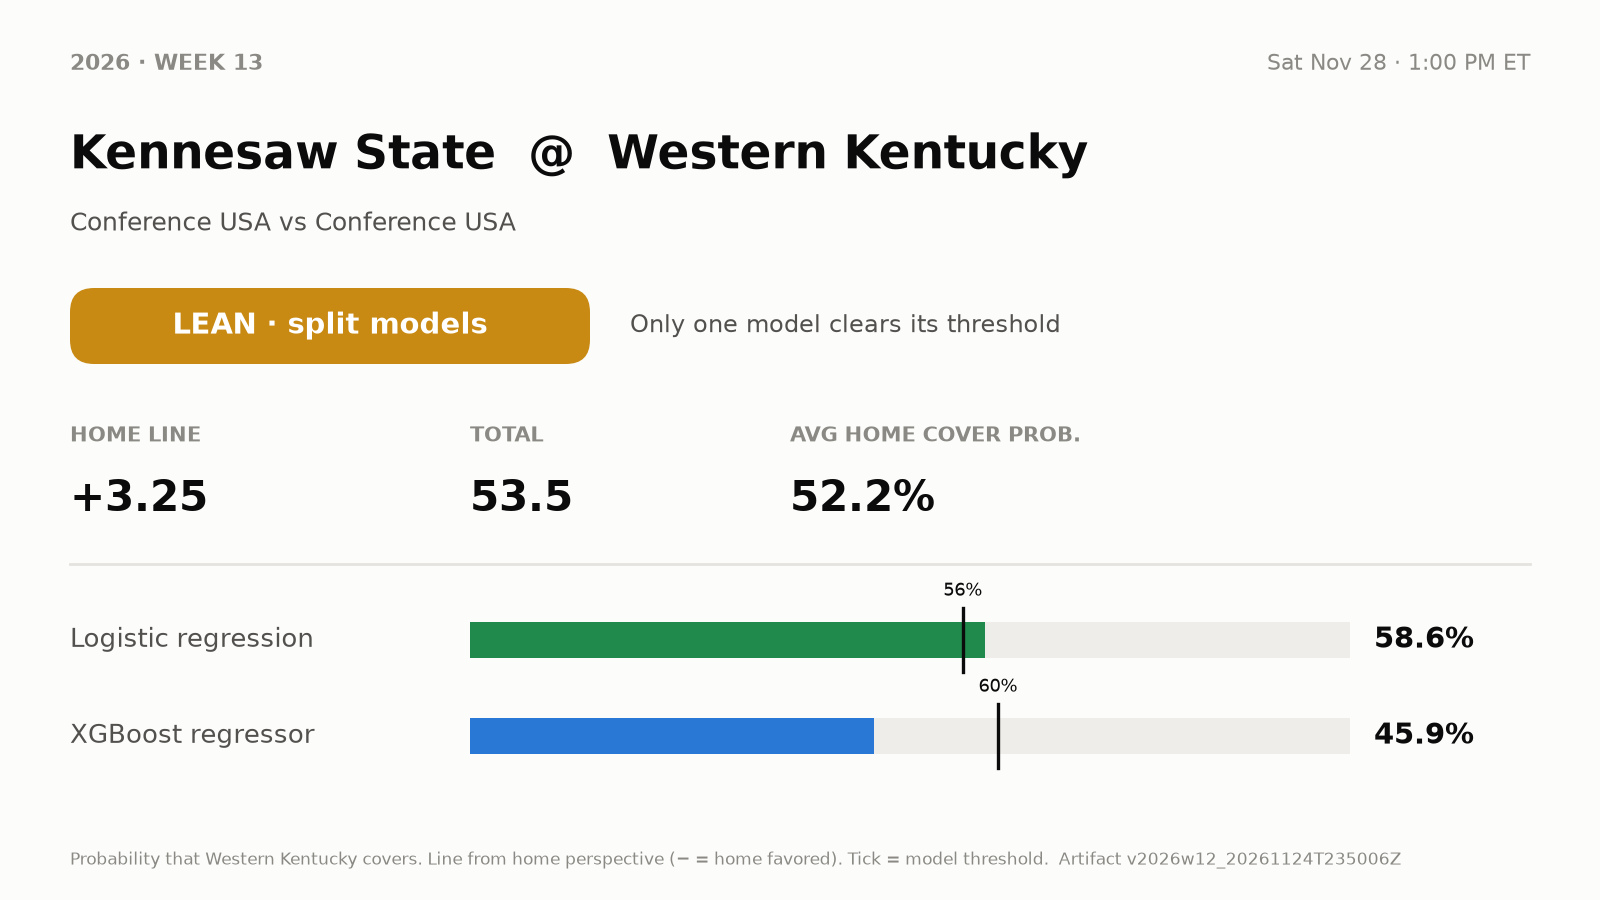 2026 · WEEK 13
Sat Nov 28 · 1:00 PM ET
Kennesaw State @ Western Kentucky
Conference USA vs Conference USA
LEAN · split models
Only one model clears its threshold
HOME LINE
TOTAL
AVG HOME COVER PROB.
+3.25
53.5
52.2%
56%
Logistic regression
58.6%
60%
XGBoost regressor
45.9%
Probability that Western Kentucky covers. Line from home perspective (− = home favored). Tick = model threshold. Artifact v2026w12_20261124T235006Z